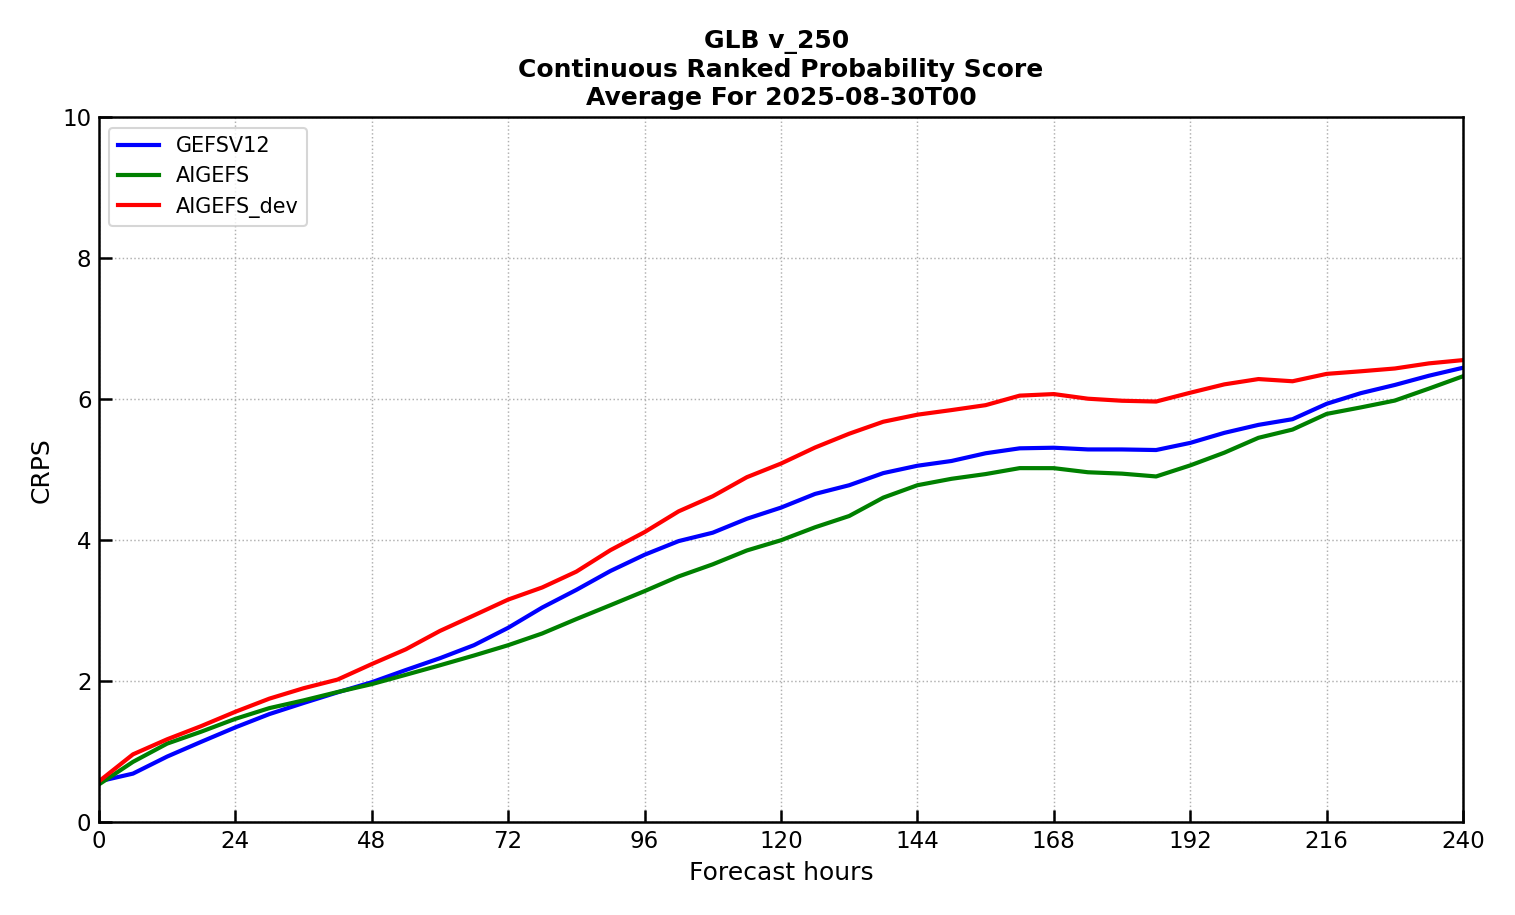 GLB v_250
Continuous Ranked Probability Score
Average For 2025-08-30T00
10
8
6
4
2
0
GEFSV12
AIGEFS
AIGEFS_dev
CRPS
0 24 48 72 96 120 144 168 192 216 240
Forecast hours